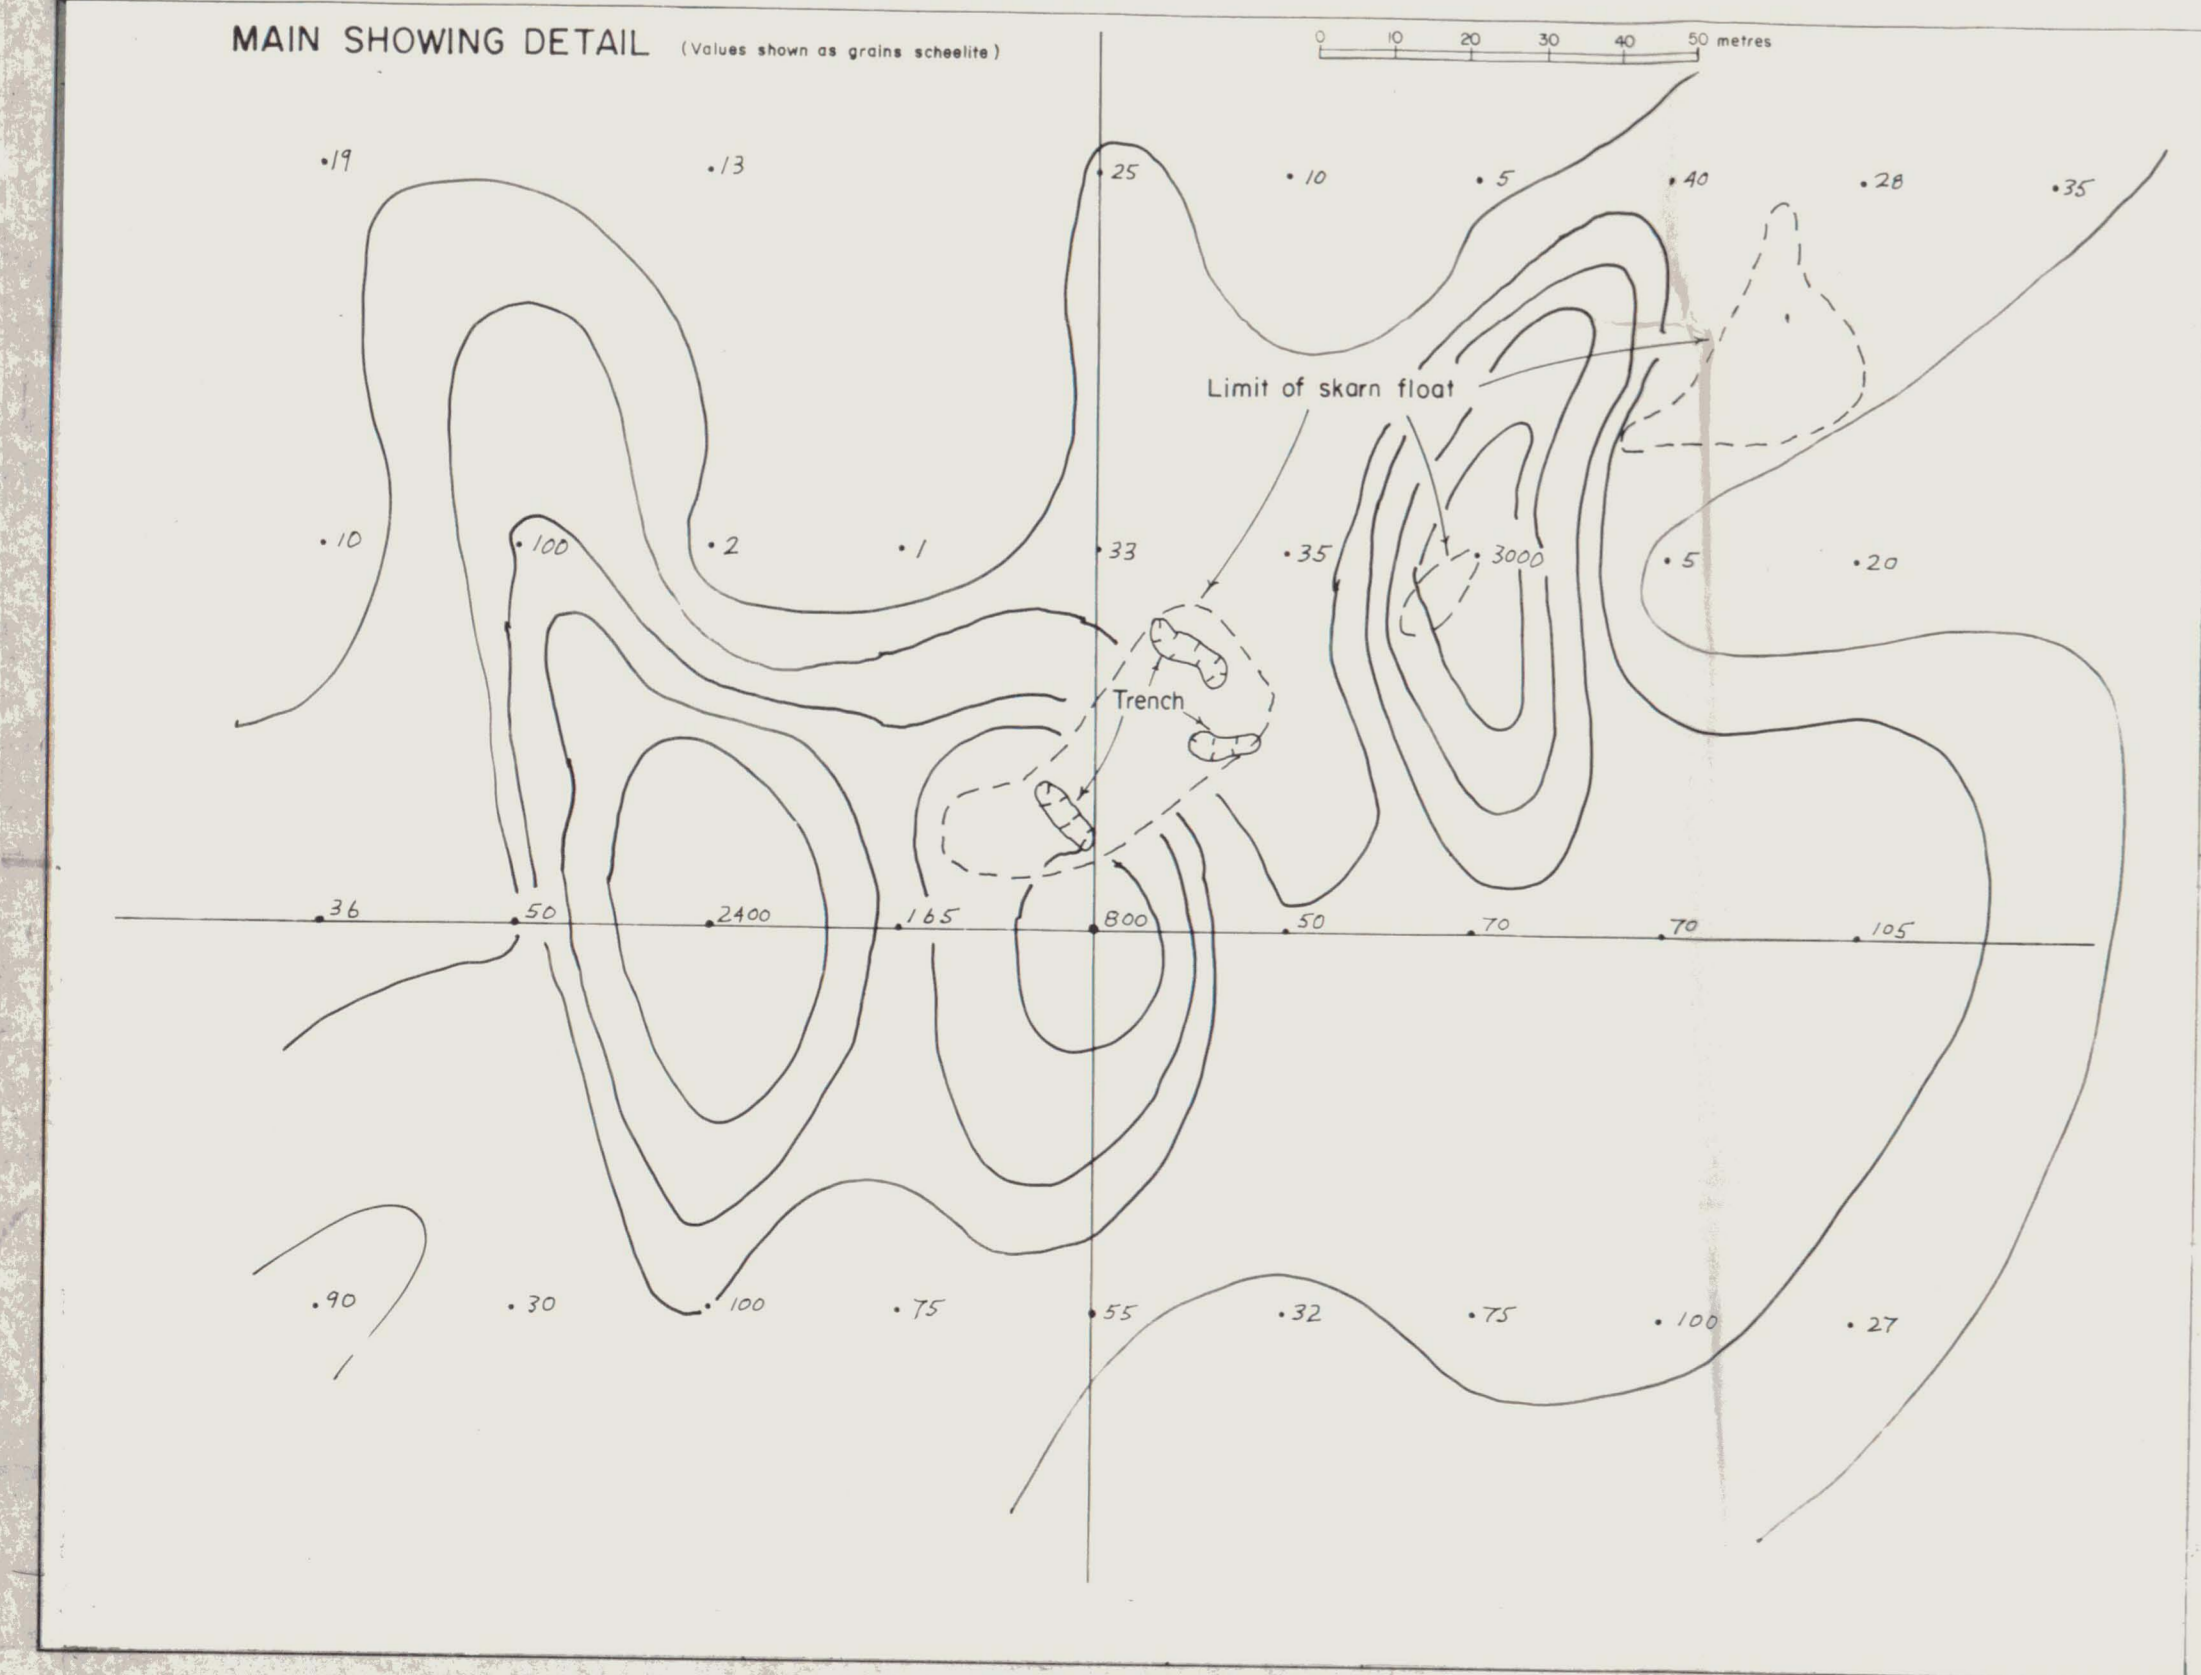 MAIN SHOWING DETAIL (Values shown as grains scheelite)
0 10 20 30 40 50 metres
19 13 25 10 5 40 28 35
Limit of skarn float
10 100 2 1 33 35 3000 5 20
Trench
36 50 2400 165 800 50 70 70 105
90 30 100 75 55 32 75 100 27